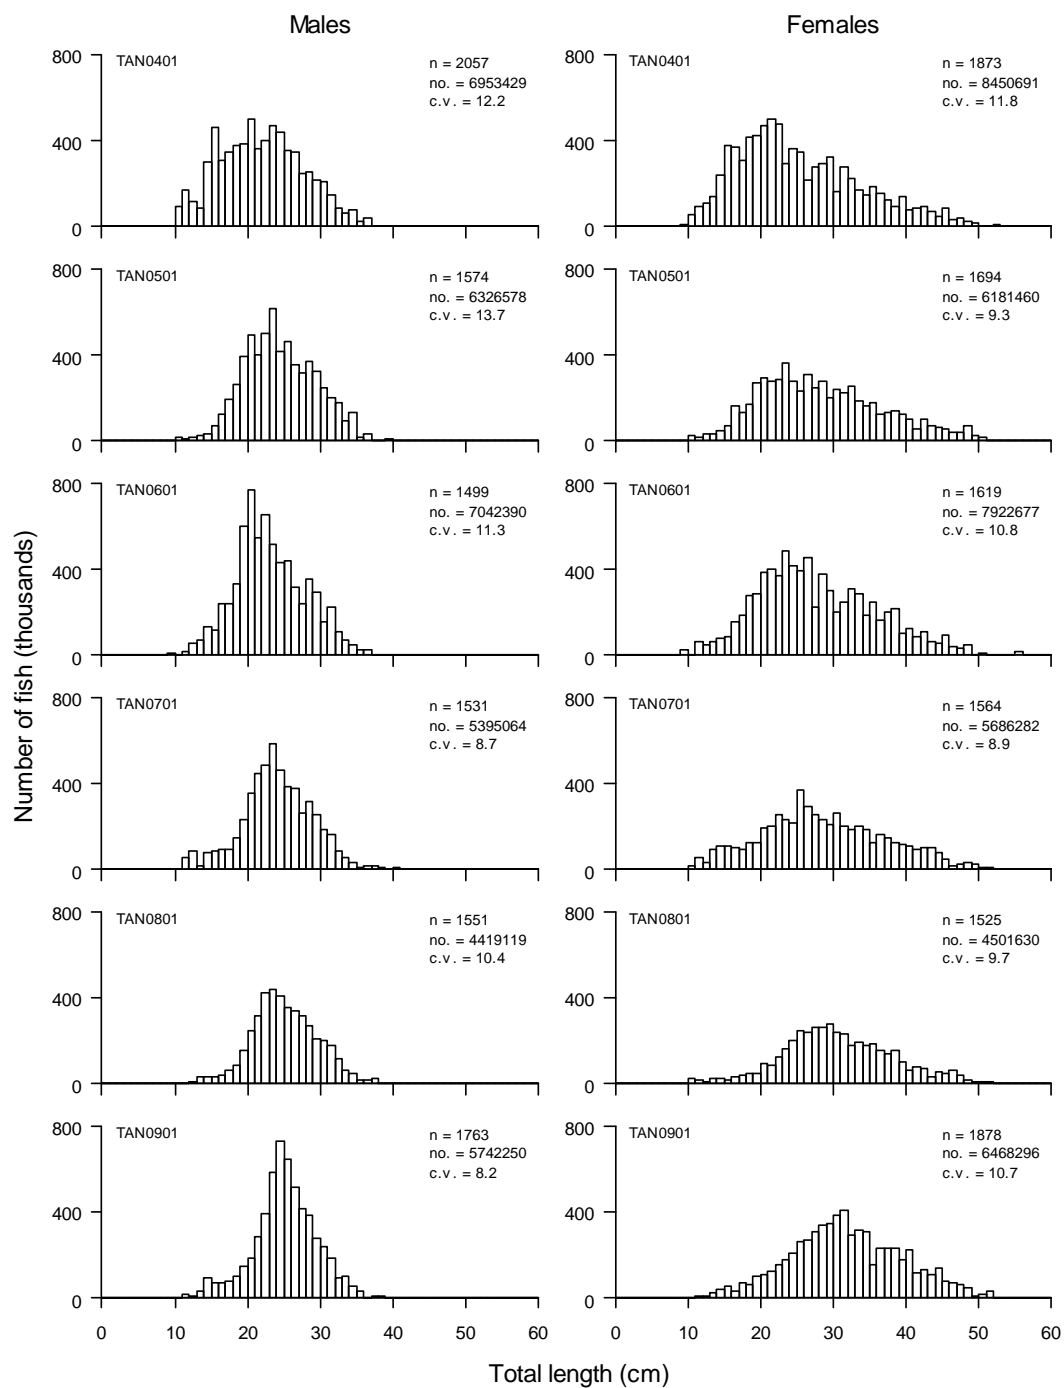 Males
Females
TAN0401
n = 2057
no. = 6953429
c.v. = 12.2
800
400
0
TAN0401
n = 1873
no. = 8450691
c.v. = 11.8
800
400
0
TAN0501
n = 1574
no. = 6326578
c.v. = 13.7
800
400
0
TAN0501
n = 1694
no. = 6181460
c.v. = 9.3
800
400
0
TAN0601
n = 1499
no. = 7042390
c.v. = 11.3
800
400
0
TAN0601
n = 1619
no. = 7922677
c.v. = 10.8
800
400
0
Number of fish (thousands)
TAN0701
n = 1531
no. = 5395064
c.v. = 8.7
800
400
0
TAN0701
n = 1564
no. = 5686282
c.v. = 8.9
800
400
0
TAN0801
n = 1551
no. = 4419119
c.v. = 10.4
800
400
0
TAN0801
n = 1525
no. = 4501630
c.v. = 9.7
800
400
0
TAN0901
n = 1763
no. = 5742250
c.v. = 8.2
800
400
0
TAN0901
n = 1878
no. = 6468296
c.v. = 10.7
800
400
0
0 10 20 30 40 50 60
0 10 20 30 40 50 60
Total length (cm)